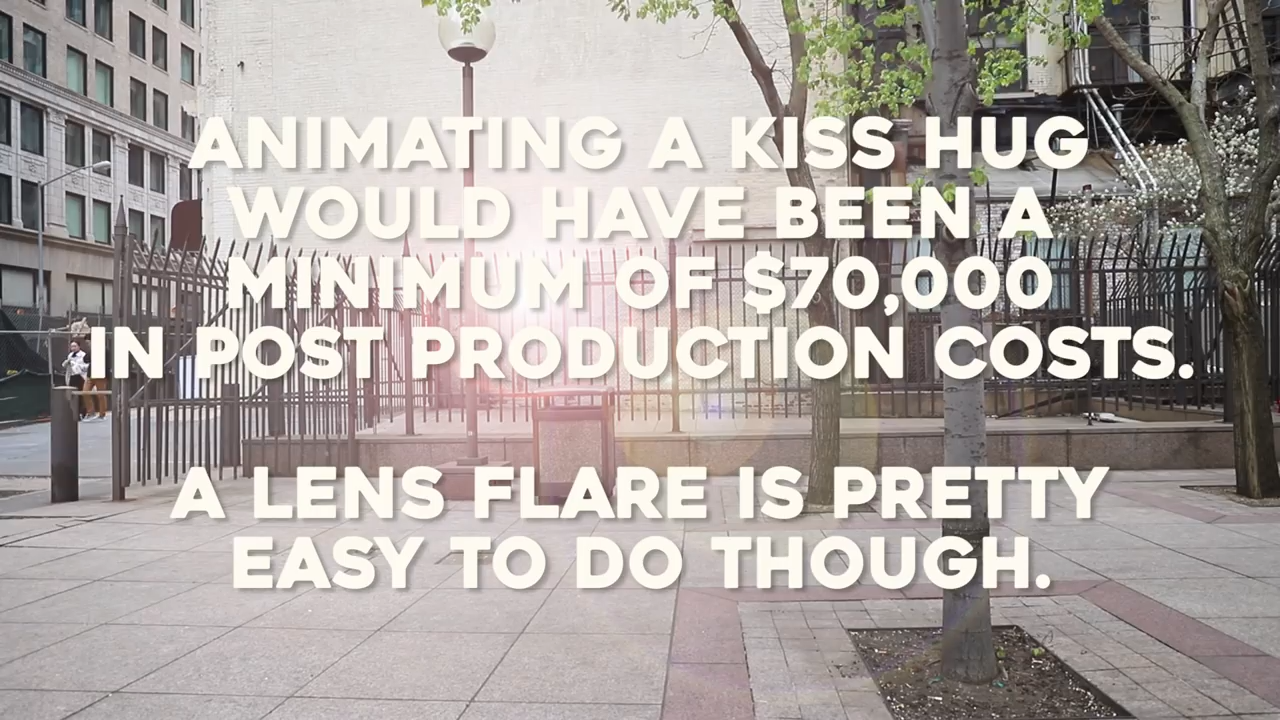 ANIMATING A KISS HUG
WOULD HAVE BEEN A
MINIMUM OF $70,000
IN POST PRODUCTION COSTS.
A LENS FLARE IS PRETTY
EASY TO DO THOUGH.